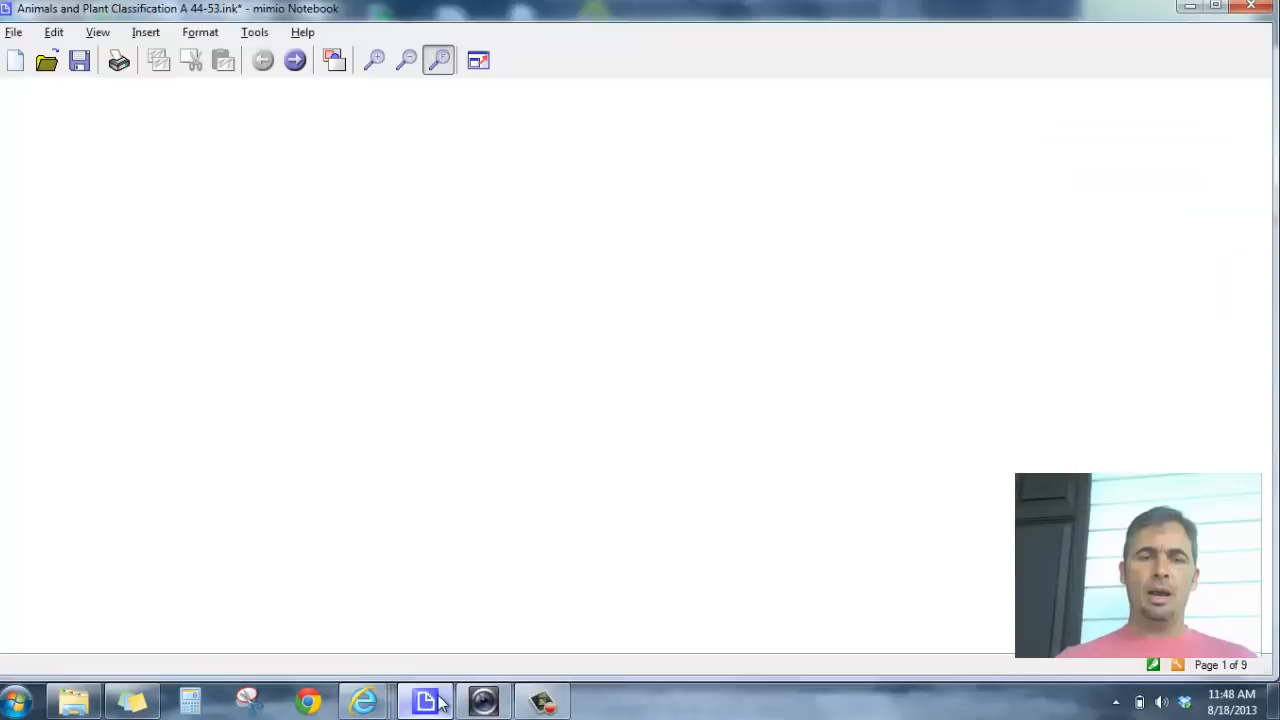 Animals and Plant Classification A 44-53.ink* - mimio Notebook
File Edit View Insert Format Tools Help
Page 1 of 9
11:48 AM
8/18/2013